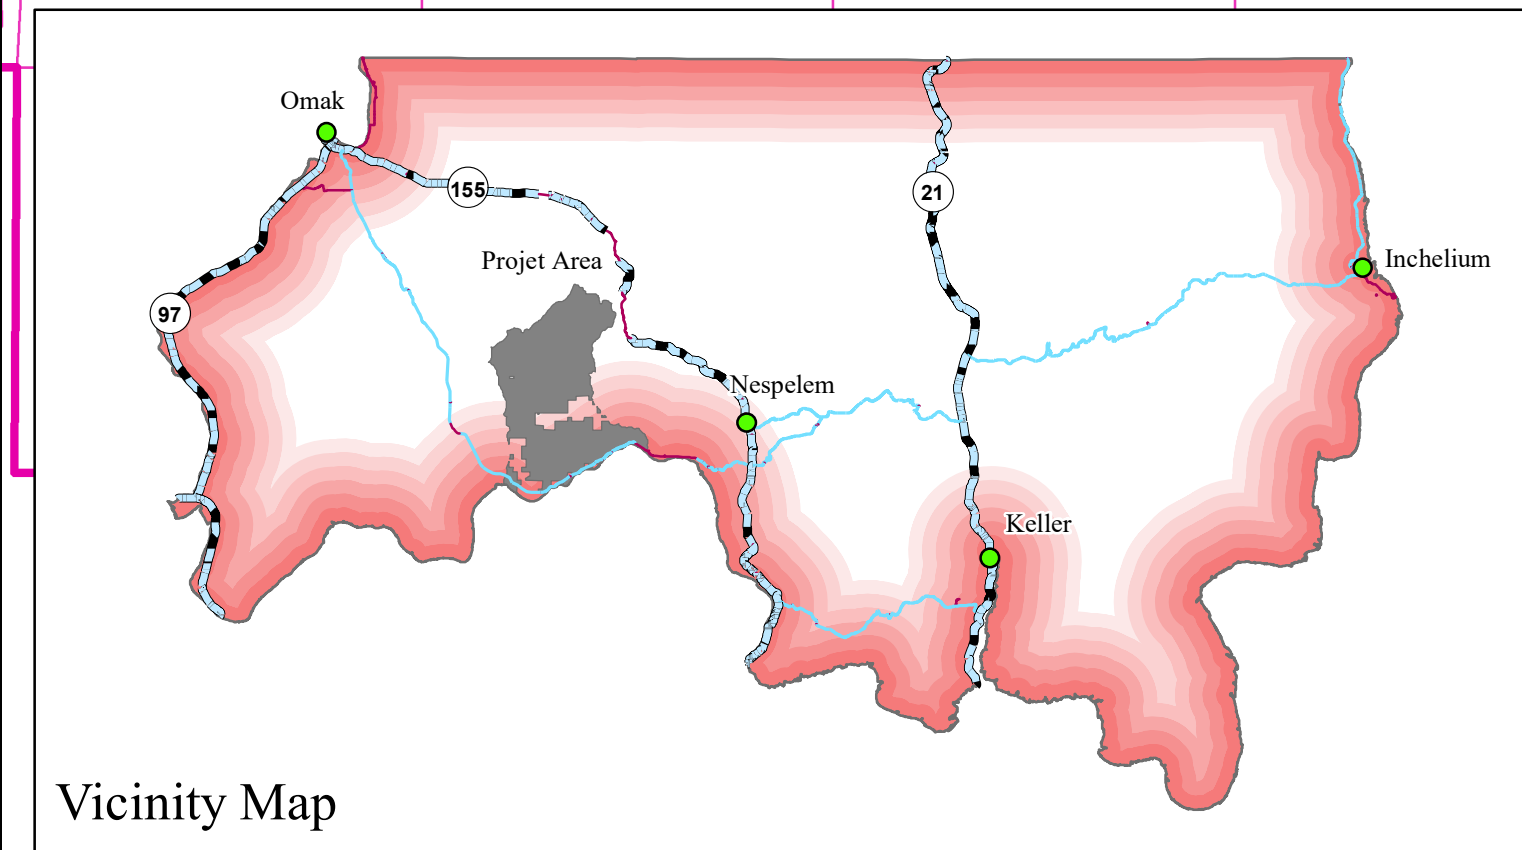 Omak
155
21
Projet Area
Inchelium
97
Nespelem
Keller
Vicinity Map